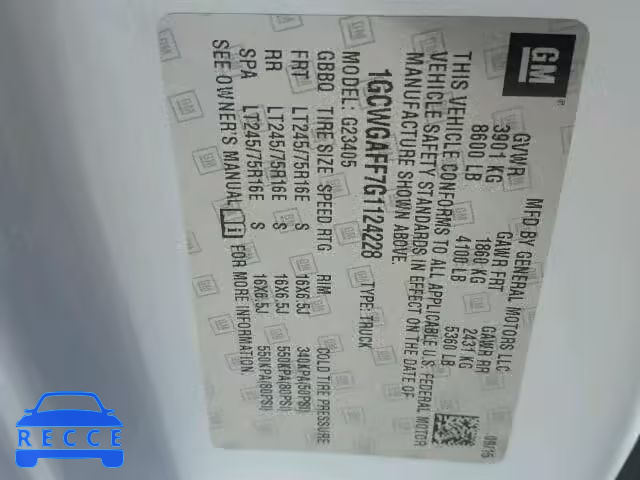 GM
®
MFD BY GENERAL MOTORS LLC
GVWR GAWR FRT GAWR RR
3901 KG 1860 KG 2431 KG
8600 LB 4100 LB 5360 LB
THIS VEHICLE CONFORMS TO ALL APPLICABLE U.S. FEDERAL MOTOR
VEHICLE SAFETY STANDARDS IN EFFECT ON THE DATE OF
MANUFACTURE SHOWN ABOVE.
1GCWGAFF7G1124228 TYPE: TRUCK
MODEL: G23405
GBBQ TIRE SIZE SPEED RTG RIM COLD TIRE PRESSURE
FRT LT245/75R16E S 16X6.5J 340KPA(50PSI)
RR LT245/75R16E S 16X6.5J 550KPA(80PSI)
SPA LT245/75R16E S 16X6.5J 550KPA(80PSI)
SEE OWNER'S MANUAL FOR MORE INFORMATION.
RECCE